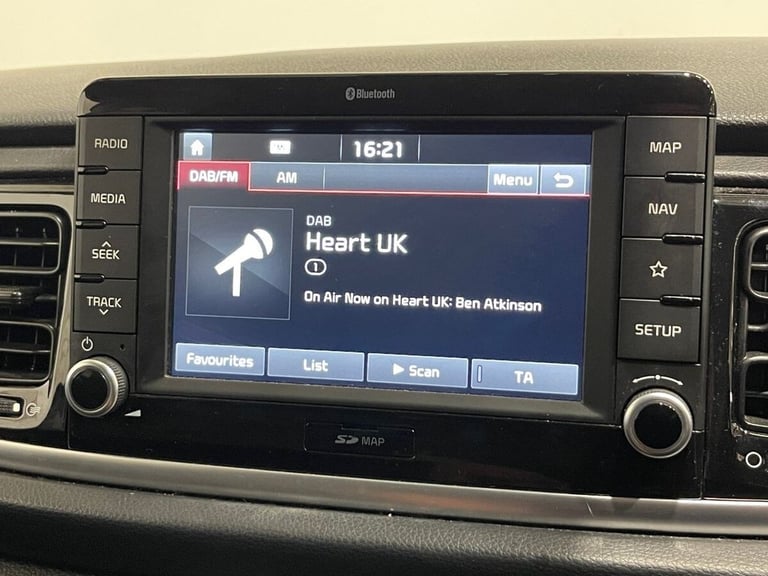 Bluetooth
RADIO
MEDIA
SEEK
TRACK
16:21
DAB/FM AM Menu
DAB
Heart UK
1
On Air Now on Heart UK: Ben Atkinson
Favourites List Scan TA
MAP
NAV
SETUP
SD MAP